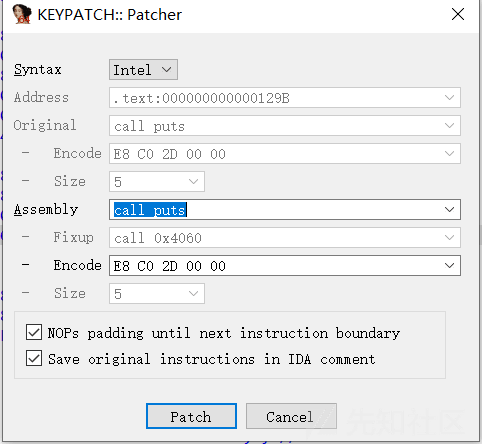 KEYPATCH:: Patcher
Syntax Intel
Address .text:000000000000129B
Original call puts
- Encode E8 C0 2D 00 00
- Size 5
Assembly call puts
- Fixup call 0x4060
- Encode E8 C0 2D 00 00
- Size 5
NOPs padding until next instruction boundary
Save original instructions in IDA comment
Patch Cancel
先知社区